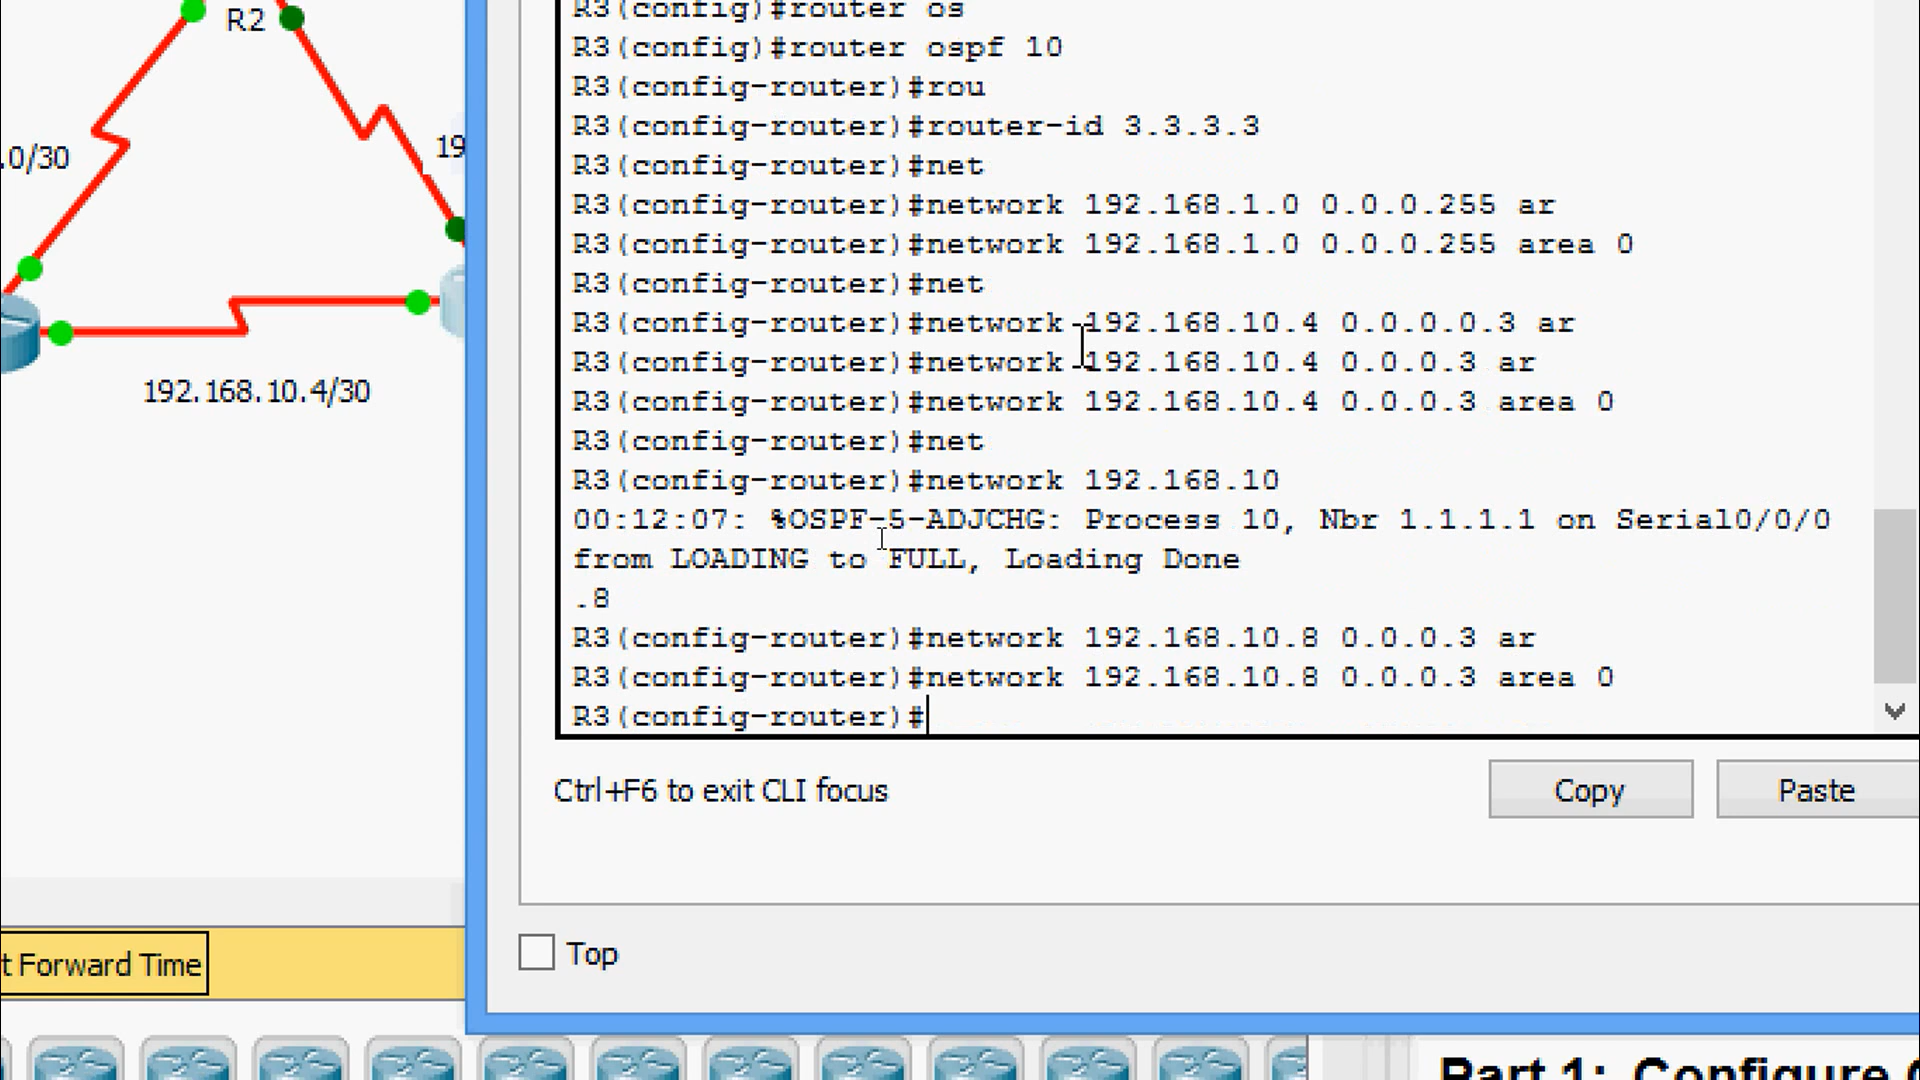 R2
.0/30
19
192.168.10.4/30
R3(config)#router os
R3(config)#router ospf 10
R3(config-router)#rou
R3(config-router)#router-id 3.3.3.3
R3(config-router)#net
R3(config-router)#network 192.168.1.0 0.0.0.255 ar
R3(config-router)#network 192.168.1.0 0.0.0.255 area 0
R3(config-router)#net
R3(config-router)#network 192.168.10.4 0.0.0.0.3 ar
R3(config-router)#network 192.168.10.4 0.0.0.3 ar
R3(config-router)#network 192.168.10.4 0.0.0.3 area 0
R3(config-router)#net
R3(config-router)#network 192.168.10
00:12:07: %OSPF-5-ADJCHG: Process 10, Nbr 1.1.1.1 on Serial0/0/0
from LOADING to FULL, Loading Done
.8
R3(config-router)#network 192.168.10.8 0.0.0.3 ar
R3(config-router)#network 192.168.10.8 0.0.0.3 area 0
R3(config-router)#
Ctrl+F6 to exit CLI focus
Copy
Paste
Top
t Forward Time
Part 1: Configure